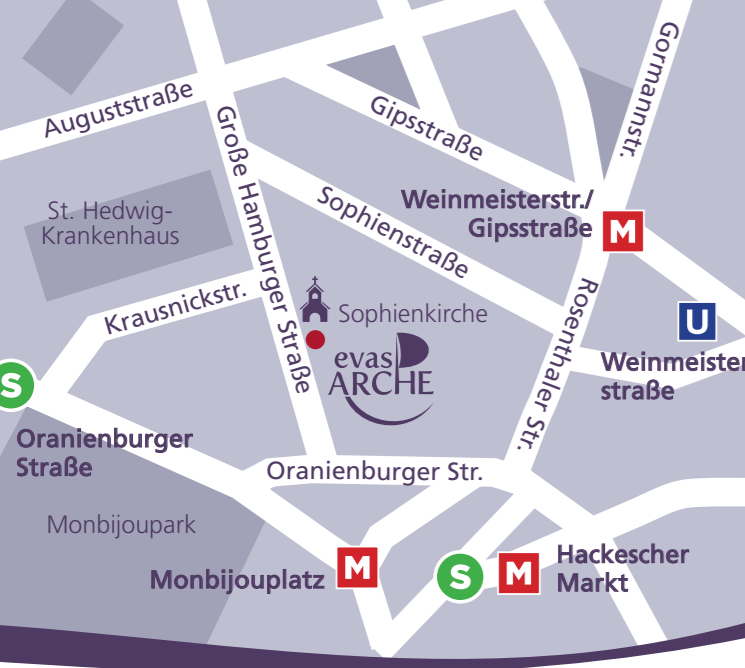 Auguststraße
Große Hamburger Straße
Gipsstraße
Gormannstr.
St. Hedwig-
Krankenhaus
Sophienstraße
Weinmeisterstr./
Gipsstraße
M
Krausnickstr.
Sophienkirche
Rosenthaler Str.
U
Weinmeister
straße
evas
ARCHE
S
Oranienburger
Straße
Oranienburger Str.
Monbijoupark
Monbijouplatz
M
S
M
Hackescher
Markt